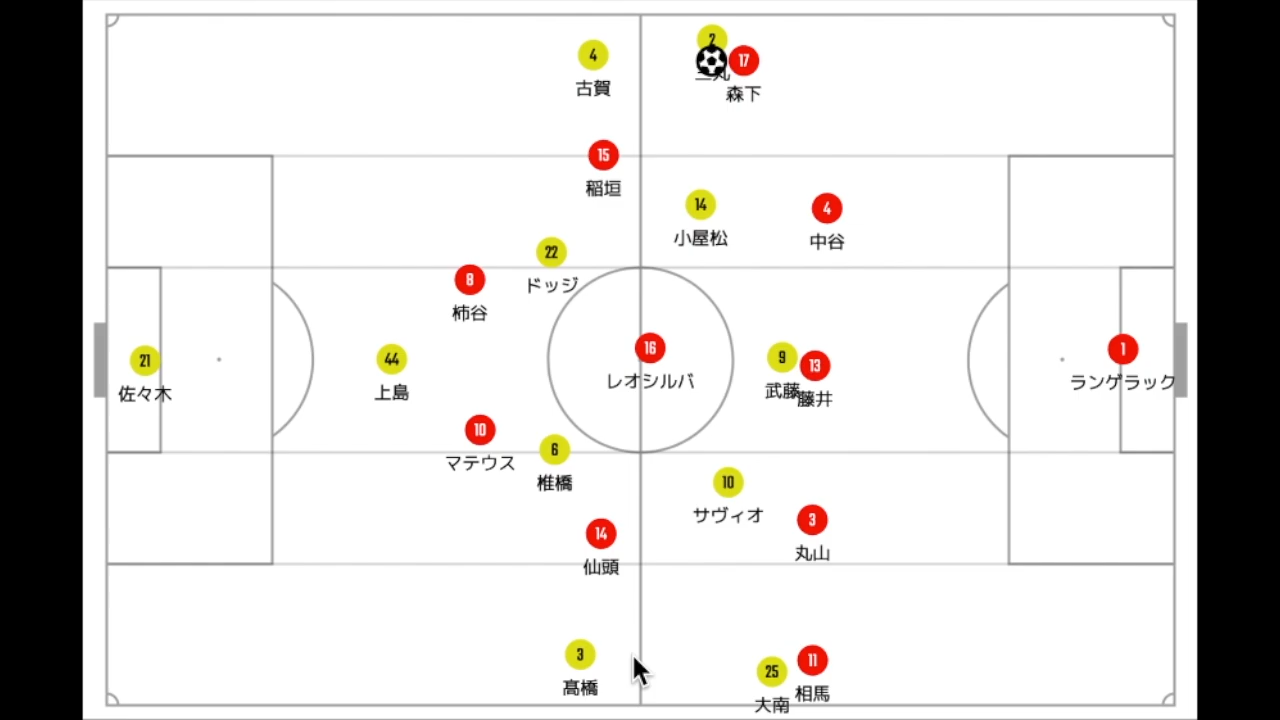 2
4
17
古賀
三丸
森下
15
稲垣
14
4
小屋松
中谷
22
8
ドッジ
柿谷
16
9
13
1
21
44
レオシルバ
武藤
藤井
ランゲラック
佐々木
上島
10
6
マテウス
椎橋
10
サヴィオ
14
3
仙頭
丸山
3
25
11
髙橋
大南
相馬